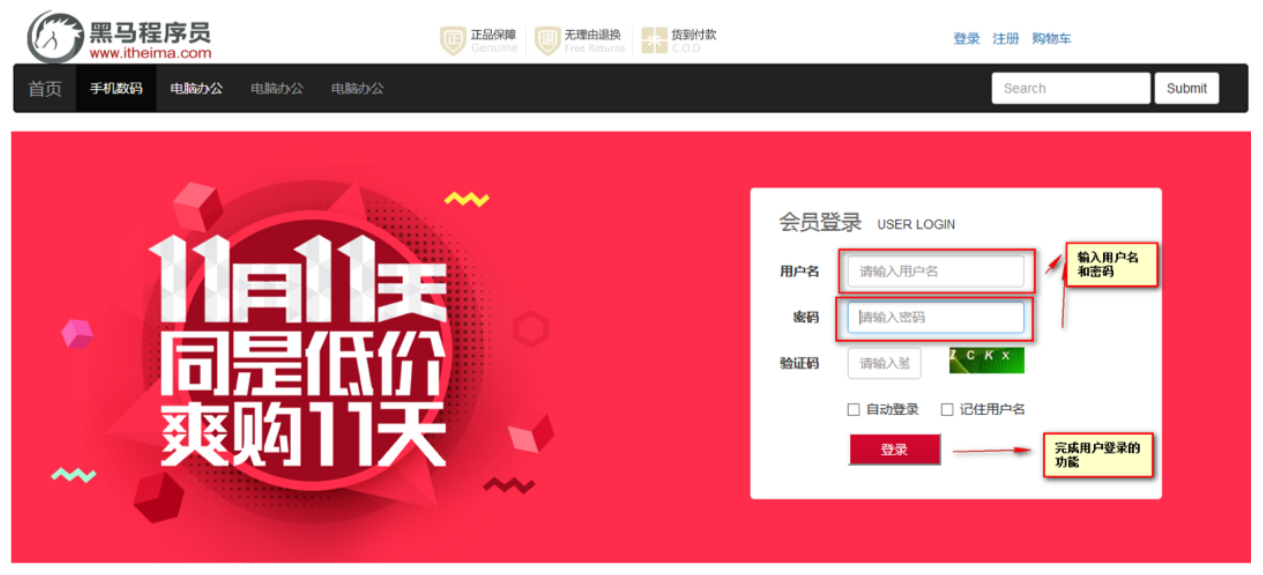 黑马程序员
www.itheima.com
正品保障
Genuine
无理由退换
Free Returns
货到付款
C.O.D
登录 注册 购物车
首页 手机数码 电脑办公 电脑办公 电脑办公
Search
Submit
11月11天
同是低价
爽购11天
会员登录 USER LOGIN
用户名 请输入用户名
输入用户名
和密码
密码 请输入密码
验证码 请输入验
Z C K X
自动登录 记住用户名
登录
完成用户登录的
功能